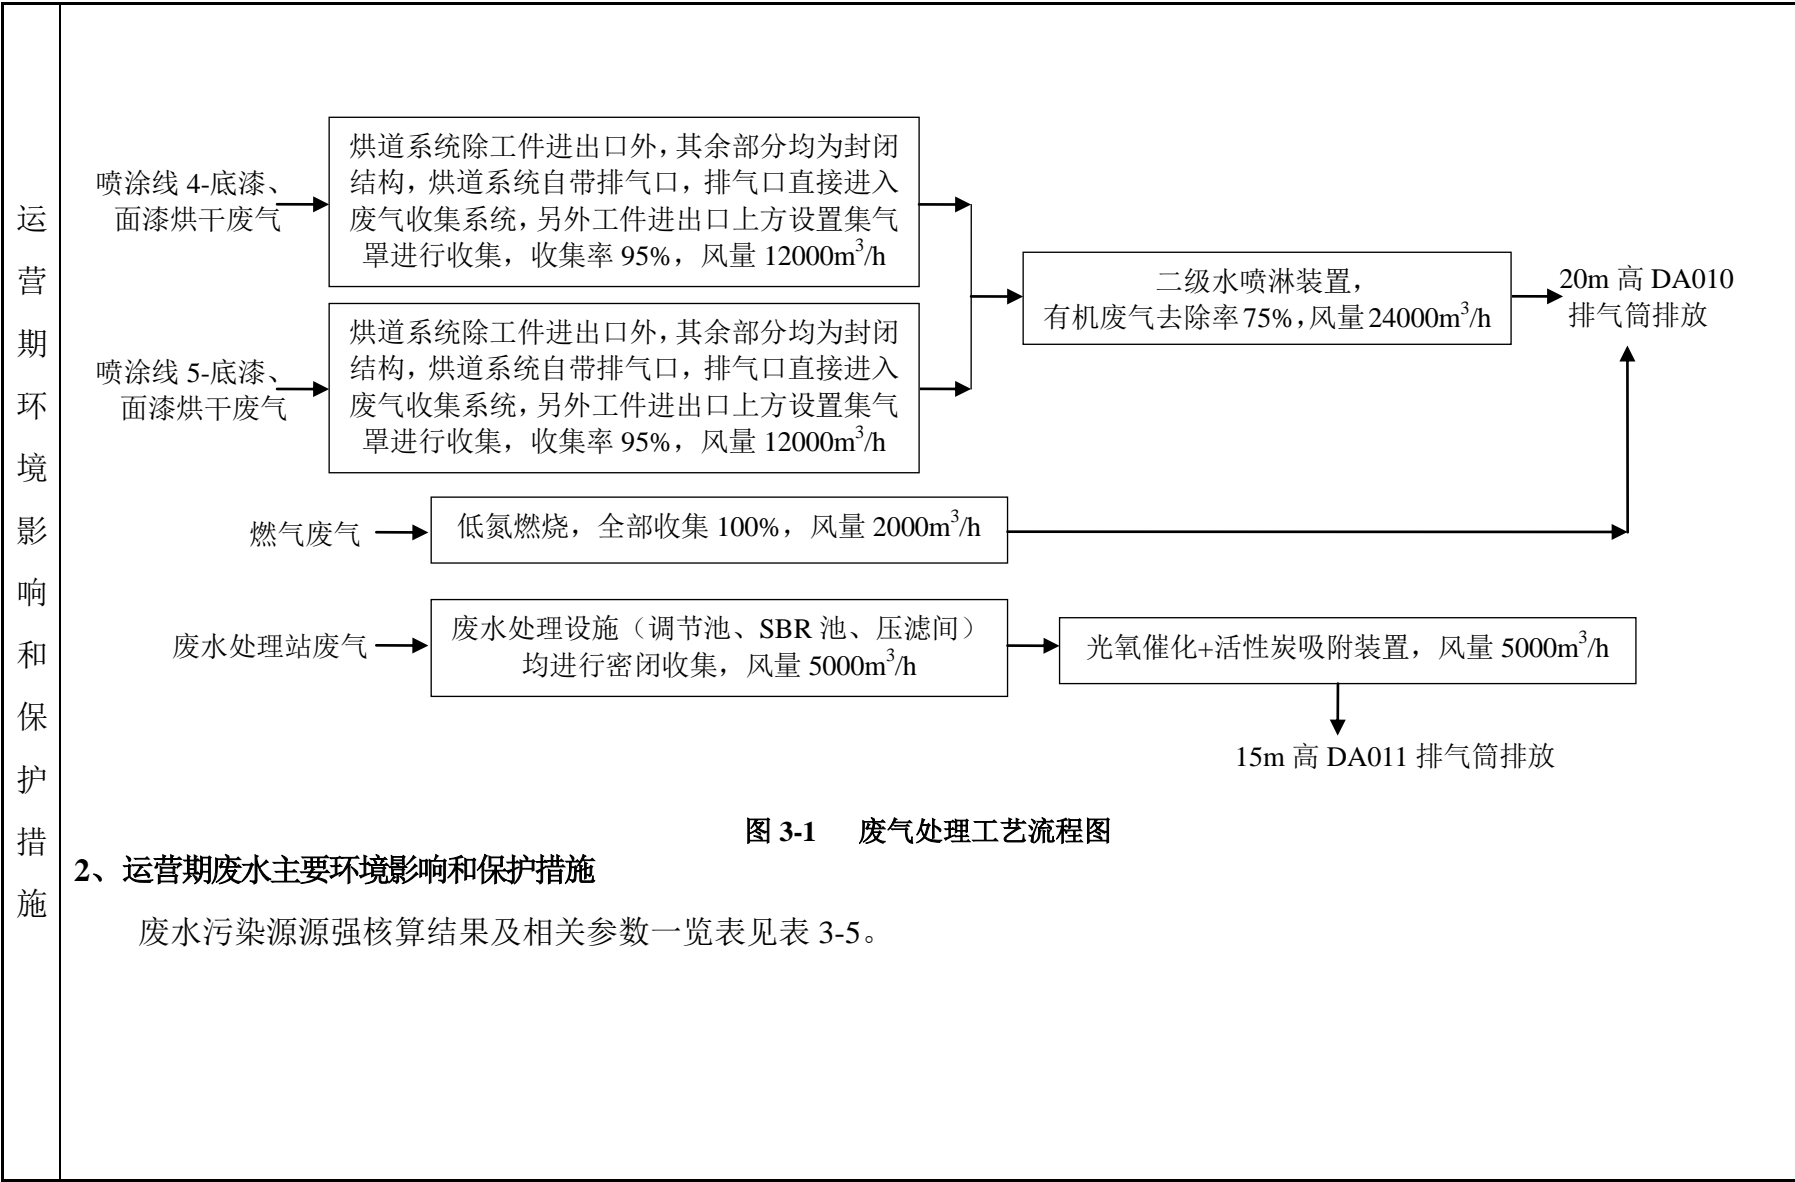 运
营
期
环
境
影
响
和
保
护
措
施
喷涂线 4-底漆、
面漆烘干废气
烘道系统除工件进出口外，其余部分均为封闭
结构，烘道系统自带排气口，排气口直接进入
废气收集系统，另外工件进出口上方设置集气
罩进行收集，收集率 95%，风量 12000m³/h
喷涂线 5-底漆、
面漆烘干废气
烘道系统除工件进出口外，其余部分均为封闭
结构，烘道系统自带排气口，排气口直接进入
废气收集系统，另外工件进出口上方设置集气
罩进行收集，收集率 95%，风量 12000m³/h
二级水喷淋装置，
有机废气去除率 75%，风量 24000m³/h
20m 高 DA010
排气筒排放
燃气废气
低氮燃烧，全部收集 100%，风量 2000m³/h
废水处理站废气
废水处理设施（调节池、SBR 池、压滤间）
均进行密闭收集，风量 5000m³/h
光氧催化+活性炭吸附装置，风量 5000m³/h
15m 高 DA011 排气筒排放
图 3-1 废气处理工艺流程图
2、运营期废水主要环境影响和保护措施
废水污染源源强核算结果及相关参数一览表见表 3-5。